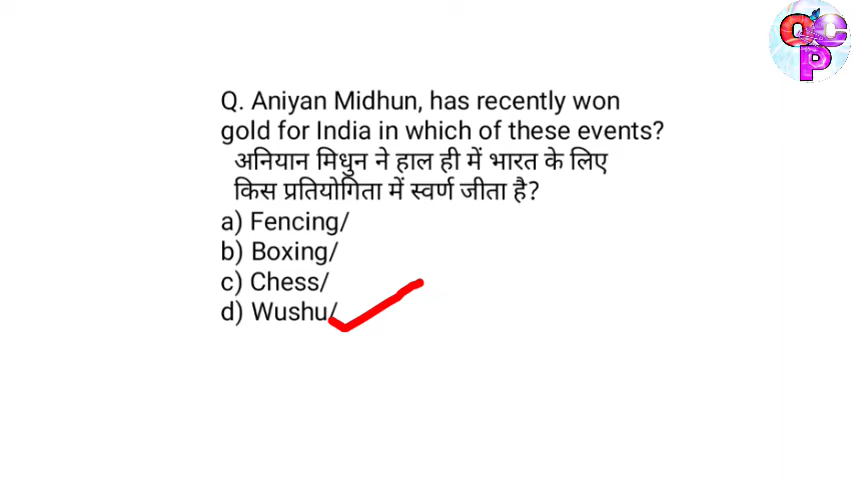 QCP
Q. Aniyan Midhun, has recently won
gold for India in which of these events?
अनियान मिधुन ने हाल ही में भारत के लिए
किस प्रतियोगिता में स्वर्ण जीता है?
a) Fencing/
b) Boxing/
c) Chess/
d) Wushu/